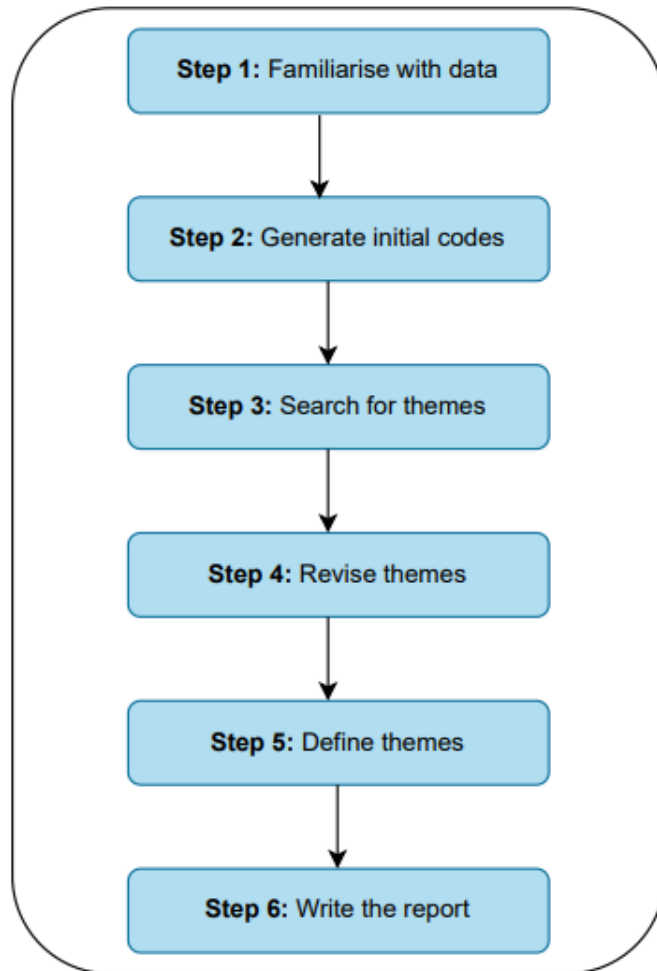 Step 1: Familiarise with data
Step 2: Generate initial codes
Step 3: Search for themes
Step 4: Revise themes
Step 5: Define themes
Step 6: Write the report